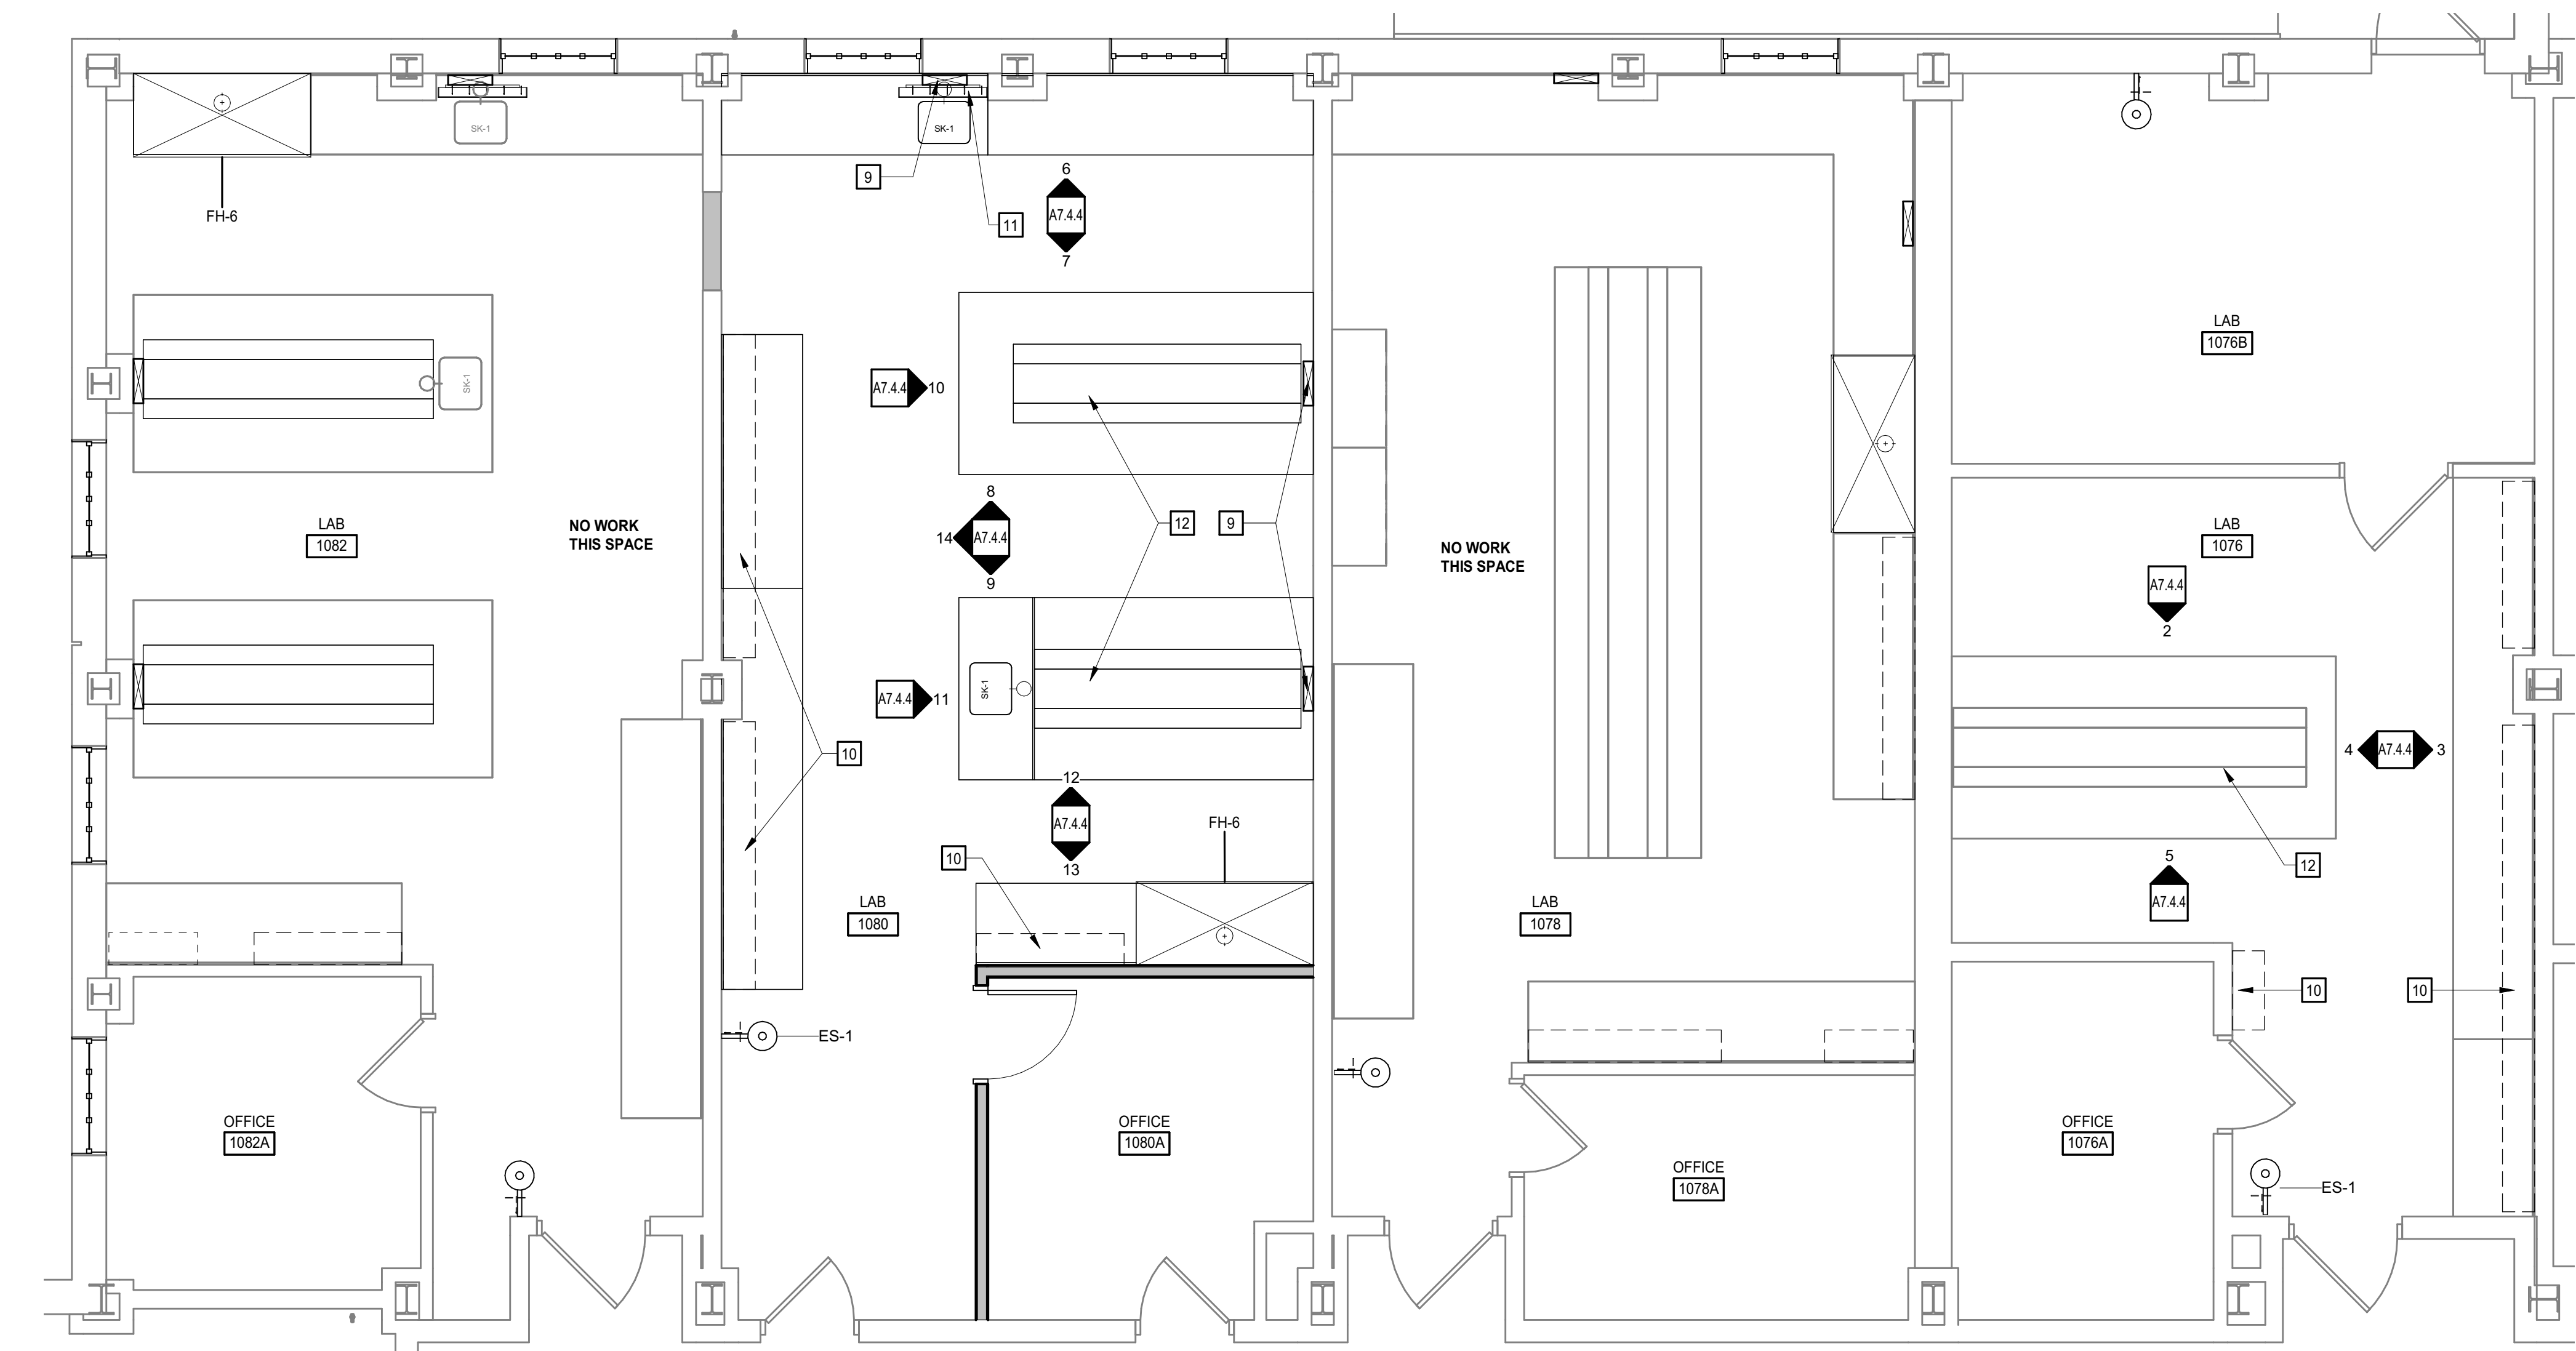 SK-1
SK-1
9
6
A7.4.4
7
11
FH-6
LAB
1076B
SK-1
A7.4.4
10
8
14
A7.4.4
9
12
9
LAB
1082
NO WORK
THIS SPACE
NO WORK
THIS SPACE
LAB
1076
A7.4.4
2
SK-1
A7.4.4
11
10
4
A7.4.4
3
12
A7.4.4
13
FH-6
10
12
5
A7.4.4
LAB
1080
LAB
1078
10
10
ES-1
OFFICE
1082A
OFFICE
1080A
OFFICE
1078A
OFFICE
1076A
ES-1